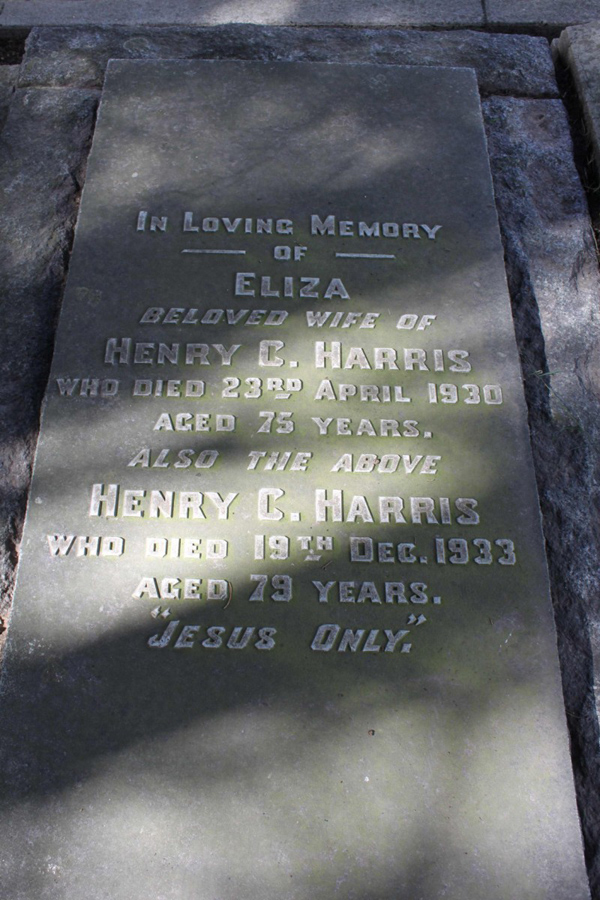 In Loving Memory
OF
ELIZA
BELOVED WIFE OF
HENRY C. HARRIS
WHO DIED 23RD APRIL 1930
AGED 75 YEARS.
ALSO THE ABOVE
HENRY C. HARRIS
WHO DIED 19TH DEC. 1933
AGED 79 YEARS.
"JESUS ONLY."